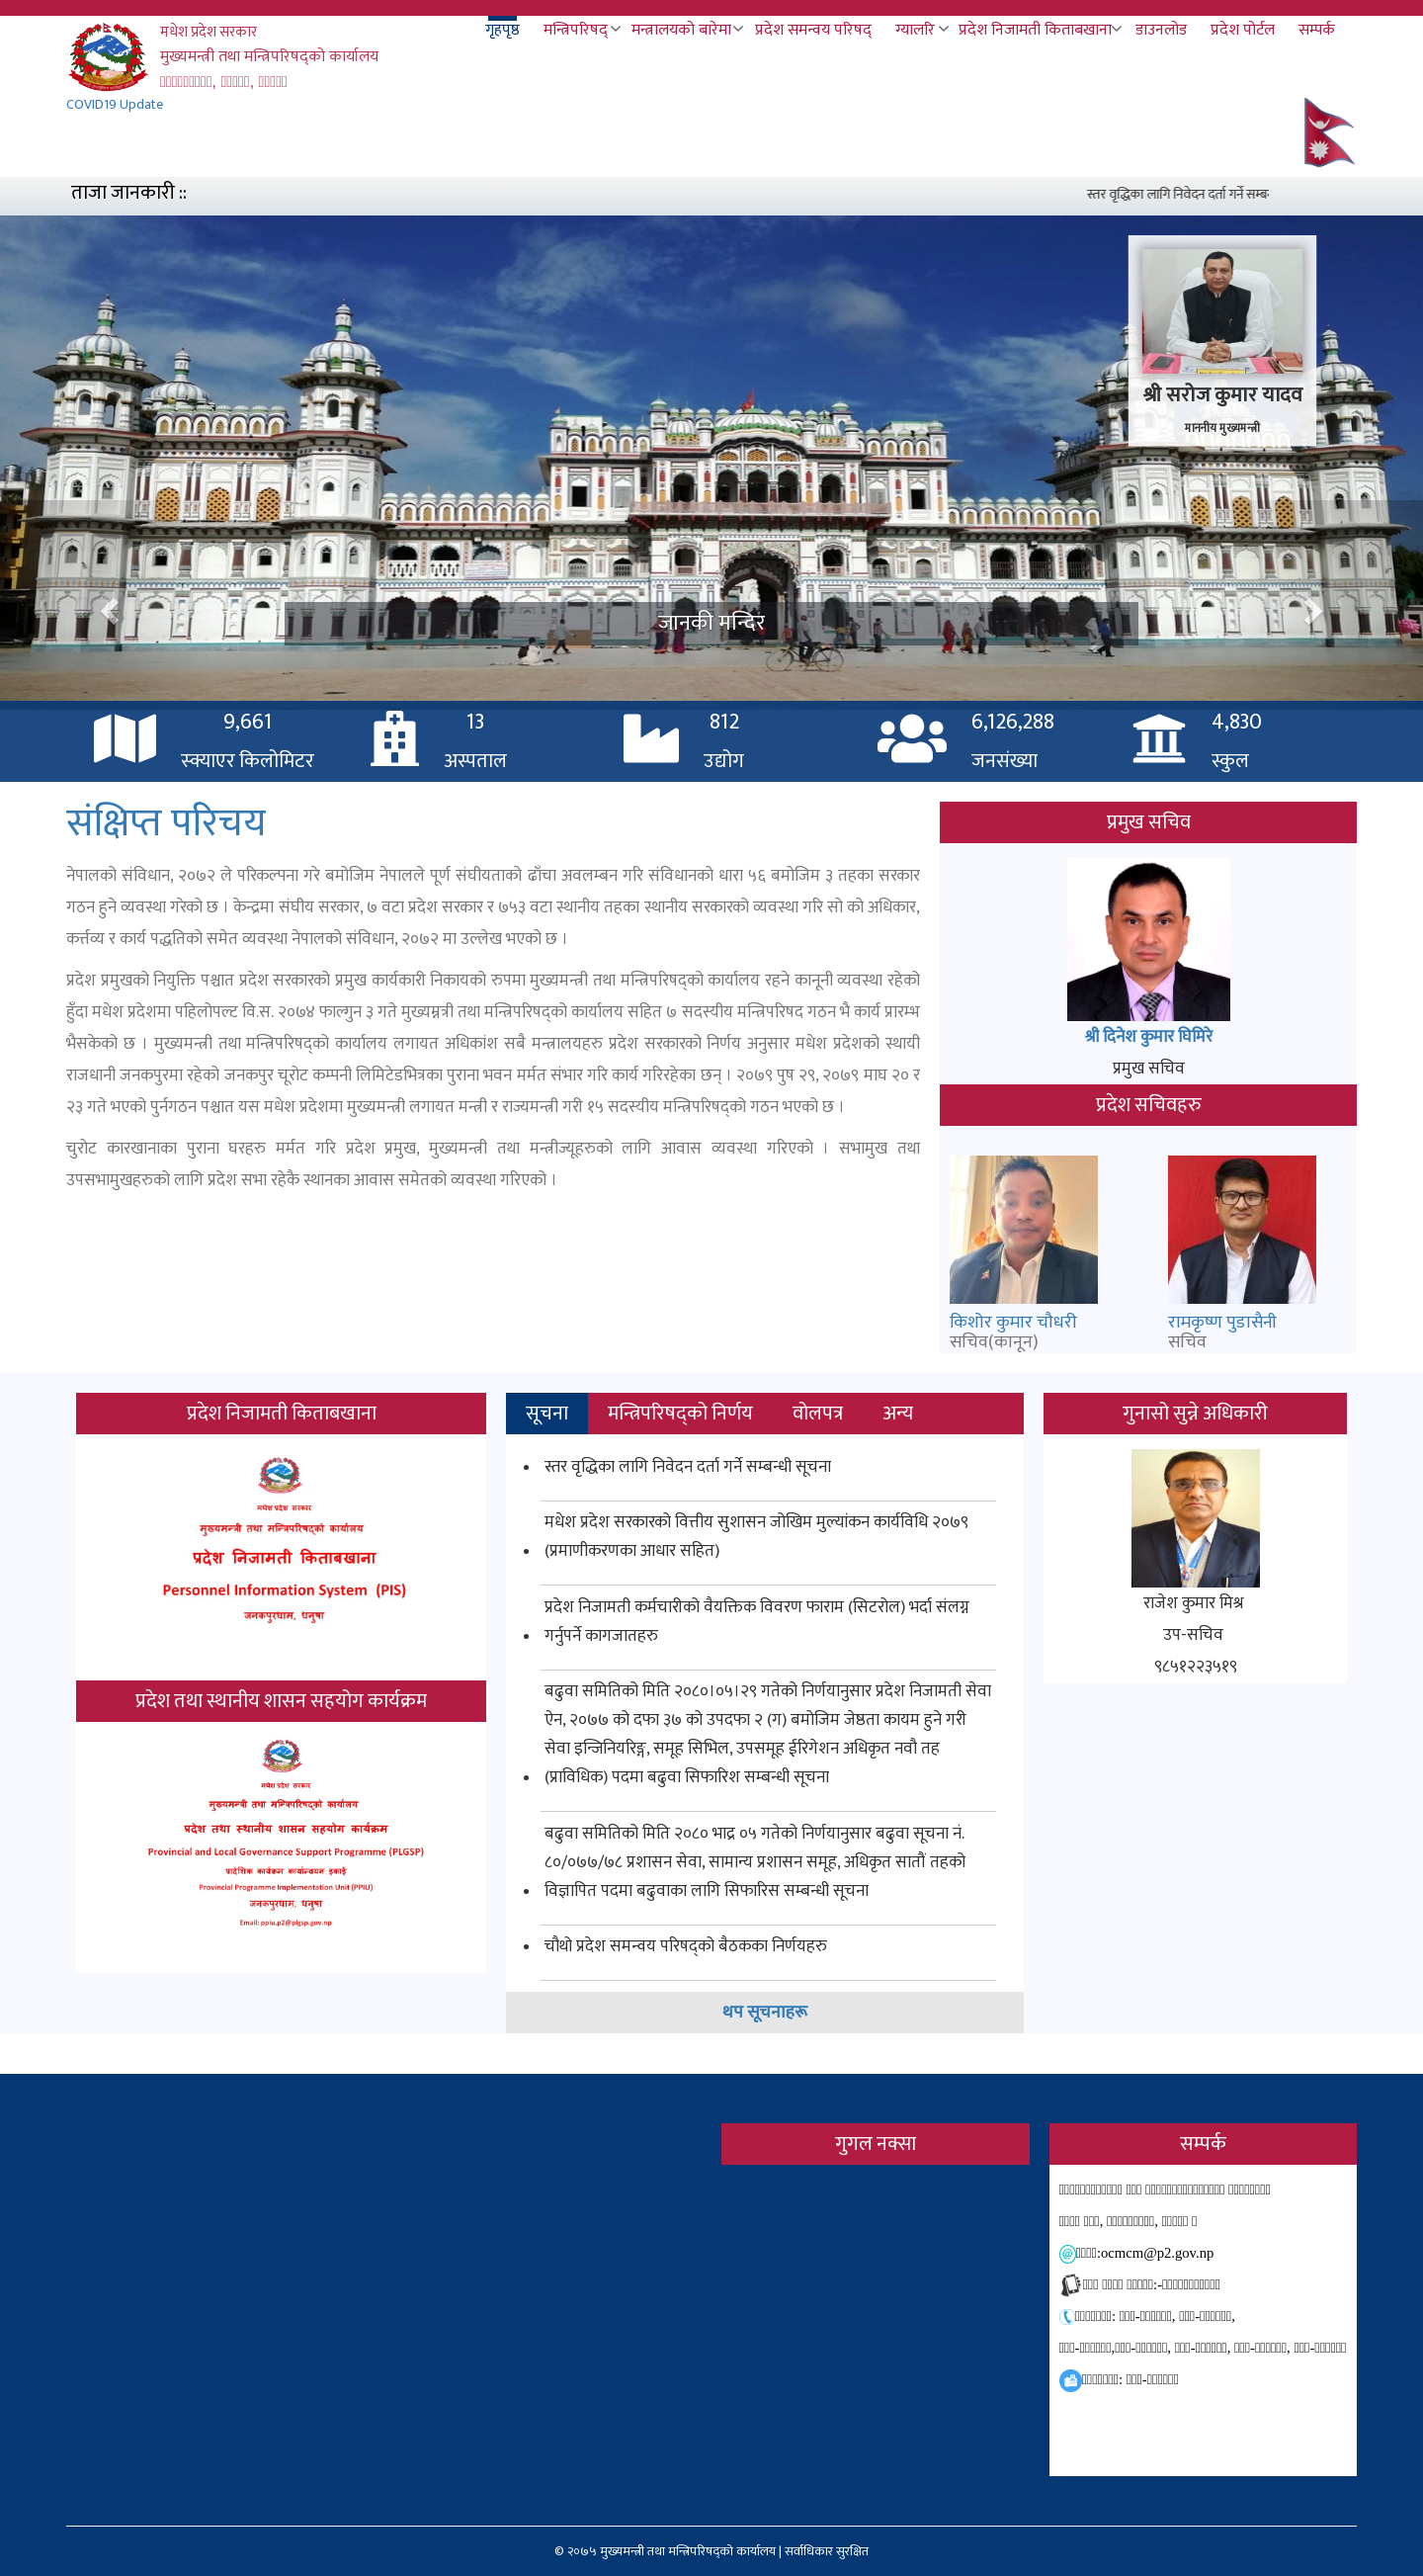 मधेश प्रदेश सरकार
मुख्यमन्त्री तथा मन्त्रिपरिषद्को कार्यालय
COVID19 Update
गृहपृष्ठ मन्त्रिपरिषद् मन्त्रालयको बारेमा प्रदेश समन्वय परिषद् ग्यालरि प्रदेश निजामती किताबखाना डाउनलोड प्रदेश पोर्टल सम्पर्क
ताजा जानकारी ::
स्तर वृद्धिका लागि निवेदन दर्ता गर्ने
श्री सरोज कुमार यादव
माननीय मुख्यमन्त्री
जानकी मन्दिर
9,661 13 812 6,126,288 4,830
स्क्याएर किलोमिटर अस्पताल उद्योग जनसंख्या स्कुल
संक्षिप्त परिचय
नेपालको संविधान, २०७२ ले परिकल्पना गरे बमोजिम नेपालले पूर्ण संघीयताको ढाँचा अवलम्बन गरि संविधानको धारा ५६ बमोजिम ३ तहका सरकार
गठन हुने व्यवस्था गरेको छ । केन्द्रमा संघीय सरकार, ७ वटा प्रदेश सरकार र ७५३ वटा स्थानीय तहका स्थानीय सरकारको व्यवस्था गरि सो को अधिकार,
कर्त्तव्य र कार्य पद्धतिको समेत व्यवस्था नेपालको संविधान, २०७२ मा उल्लेख भएको छ ।
प्रदेश प्रमुखको नियुक्ति पश्चात प्रदेश सरकारको प्रमुख कार्यकारी निकायको रुपमा मुख्यमन्त्री तथा मन्त्रिपरिषद्को कार्यालय रहने कानूनी व्यवस्था रहेको
हुँदा मधेश प्रदेशमा पहिलोपल्ट वि.स. २०७४ फाल्गुन ३ गते मुख्यम्न्त्री तथा मन्त्रिपरिषद्को कार्यालय सहित ७ सदस्यीय मन्त्रिपरिषद गठन भै कार्य प्रारम्भ
भैसकेको छ । मुख्यमन्त्री तथा मन्त्रिपरिषद्को कार्यालय लगायत अधिकांश सबै मन्त्रालयहरु प्रदेश सरकारको निर्णय अनुसार मधेश प्रदेशको स्थायी
राजधानी जनकपुरमा रहेको जनकपुर चूरोट कम्पनी लिमिटेडभित्रका पुराना भवन मर्मत संभार गरि कार्य गरिरहेका छन् । २०७९ पुष २९, २०७९ माघ २० र
२३ गते भएको पुर्नगठन पश्चात यस मधेश प्रदेशमा मुख्यमन्त्री लगायत मन्त्री र राज्यमन्त्री गरी १५ सदस्यीय मन्त्रिपरिषद्को गठन भएको छ ।
चुरोट कारखानाका पुराना घरहरु मर्मत गरि प्रदेश प्रमुख, मुख्यमन्त्री तथा मन्त्रीज्यूहरुको लागि आवास व्यवस्था गरिएको । सभामुख तथा
उपसभामुखहरुको लागि प्रदेश सभा रहेकै स्थानका आवास समेतको व्यवस्था गरिएको ।
प्रमुख सचिव
श्री दिनेश कुमार घिमिरे
प्रमुख सचिव
प्रदेश सचिवहरु
किशोर कुमार चौधरी रामकृष्ण पुडासैनी
सचिव(कानून) सचिव
प्रदेश निजामती किताबखाना
मधेश प्रदेश सरकार
मुख्यमन्त्री तथा मन्त्रिपरिषद्को कार्यालय
प्रदेश निजामती किताबखाना
Personnel Information System (PIS)
जनकपुरधाम, धनुषा
प्रदेश तथा स्थानीय शासन सहयोग कार्यक्रम
मधेश प्रदेश सरकार
मुख्यमन्त्री तथा मन्त्रिपरिषद्को कार्यालय
प्रदेश तथा स्थानीय शासन सहयोग कार्यक्रम
Provincial and Local Governance Support Programme (PLGSP)
प्रादेशिक कार्यक्रम कार्यान्वयन इकाई
Provincial Programme Implementation Unit (PPIU)
जनकपुरधाम, धनुषा
Email: ppiu.p2@plgsp.gov.np
सूचना मन्त्रिपरिषद्को निर्णय वोलपत्र अन्य
स्तर वृद्धिका लागि निवेदन दर्ता गर्ने सम्बन्धी सूचना
मधेश प्रदेश सरकारको वित्तीय सुशासन जोखिम मुल्यांकन कार्यविधि २०७९
(प्रमाणीकरणका आधार सहित)
प्रदेश निजामती कर्मचारीको वैयक्तिक विवरण फाराम (सिटरोल) भर्दा संलग्न
गर्नुपर्ने कागजातहरु
बढुवा समितिको मिति २०८०।०५।२९ गतेको निर्णयानुसार प्रदेश निजामती सेवा
ऐन, २०७७ को दफा ३७ को उपदफा २ (ग) बमोजिम जेष्ठता कायम हुने गरी
सेवा इन्जिनियरिङ्ग, समूह सिभिल, उपसमूह ईरिगेशन अधिकृत नवौ तह
(प्राविधिक) पदमा बढुवा सिफारिश सम्बन्धी सूचना
बढुवा समितिको मिति २०८० भाद्र ०५ गतेको निर्णयानुसार बढुवा सूचना नं.
८०/०७७/७८ प्रशासन सेवा, सामान्य प्रशासन समूह, अधिकृत सातौं तहको
विज्ञापित पदमा बढुवाका लागि सिफारिस सम्बन्धी सूचना
चौथो प्रदेश समन्वय परिषद्को बैठकका निर्णयहरु
थप सूचनाहरू
गुनासो सुन्ने अधिकारी
राजेश कुमार मिश्र
उप-सचिव
९८५१२२३५१९
गुगल नक्सा
सम्पर्क
:ocmcm@p2.gov.np
© २०७५ मुख्यमन्त्री तथा मन्त्रिपरिषद्को कार्यालय | सर्वाधिकार सुरक्षित